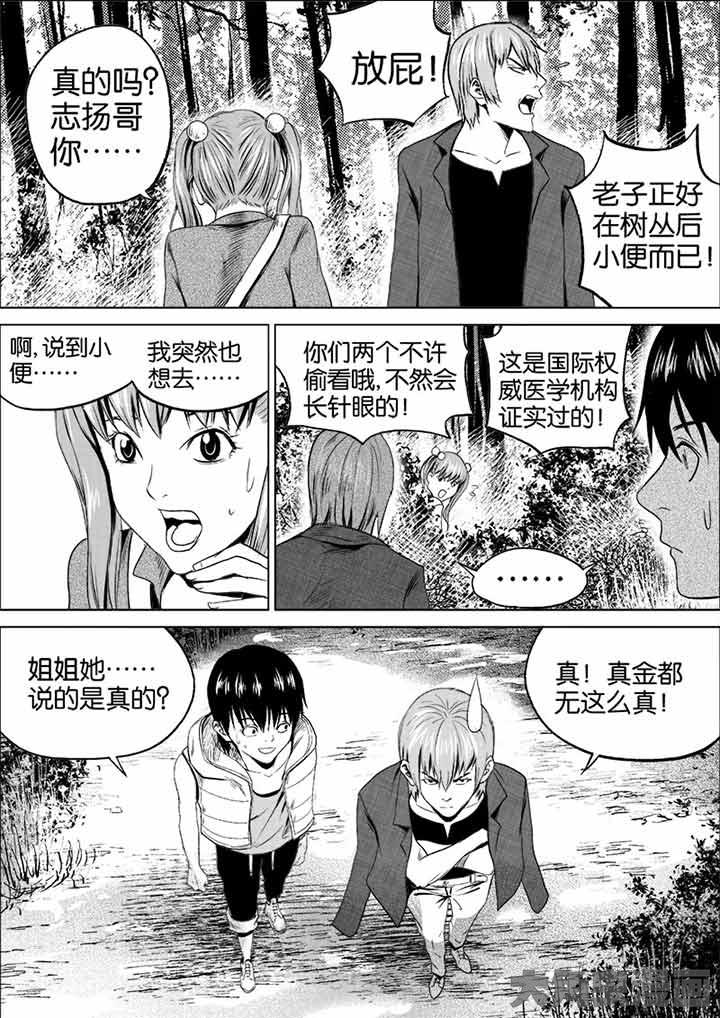 真的吗？
志扬哥
你……
放屁！
老子正好
在树丛后
小便而已！
啊，说到小
便……
我突然也
想去……
你们两个不许
偷看哦，不然会
长针眼的！
这是国际权
威医学机构
证实过的！
……
姐姐她……
说的是真的？
真！真金都
无这么真！